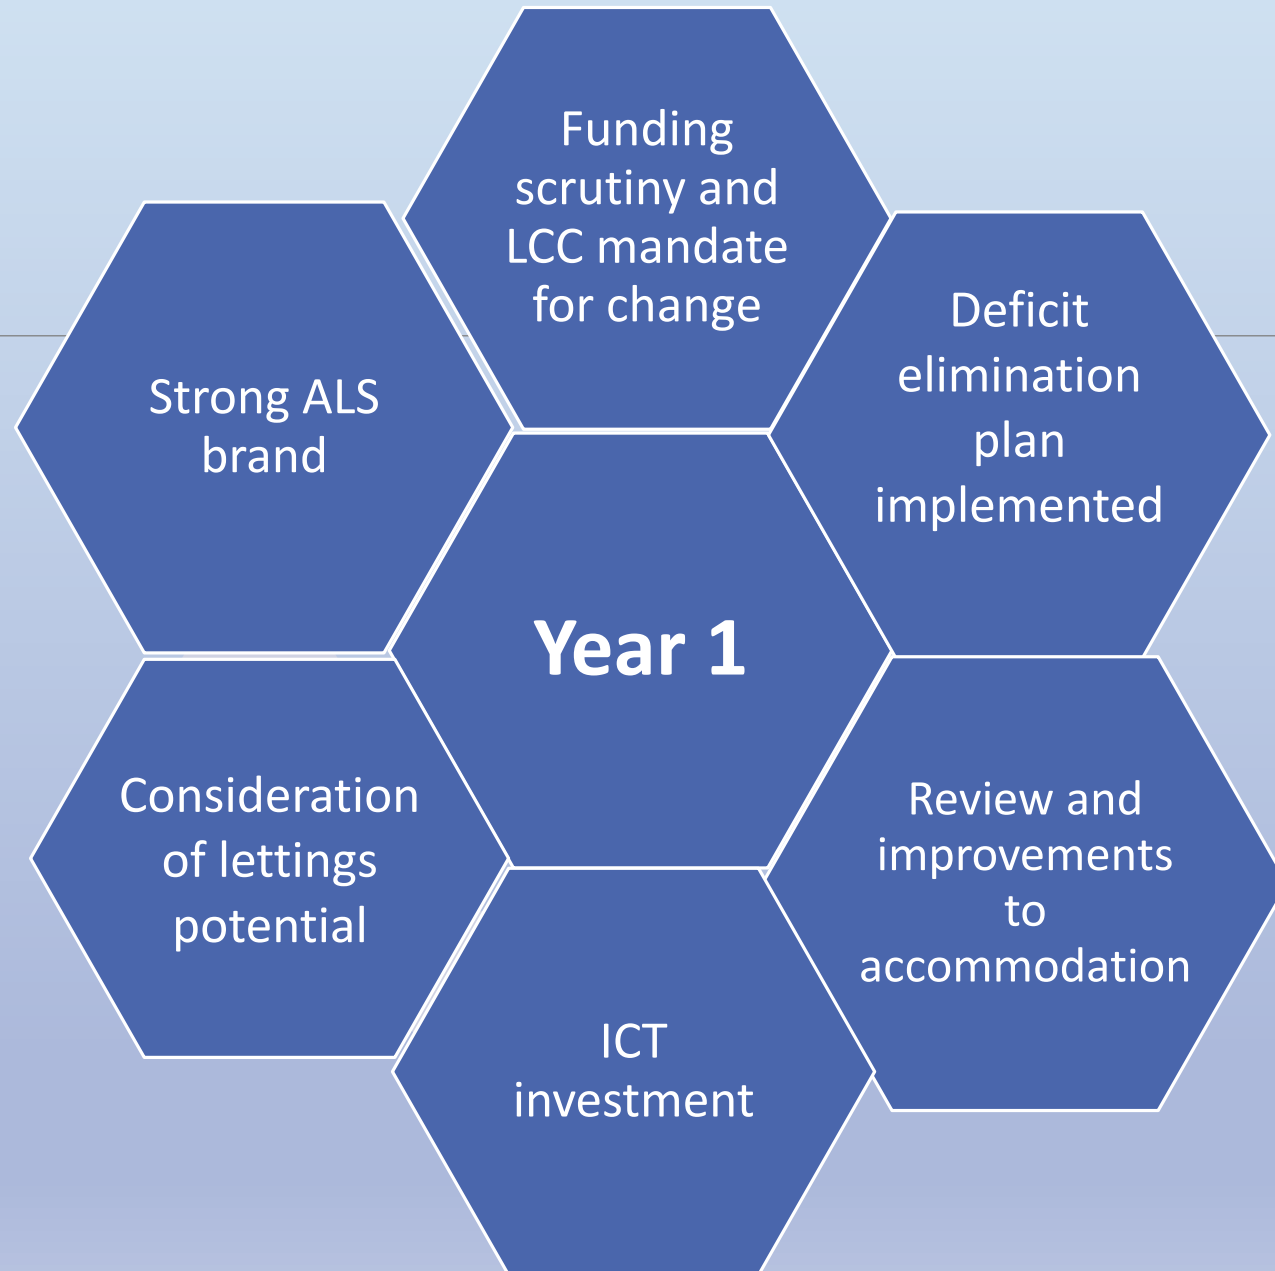 Funding
scrutiny and
LCC mandate
for change
Deficit
elimination
plan
implemented
Strong ALS
brand
Year 1
Consideration
of lettings
potential
Review and
improvements
to
accommodation
ICT
investment